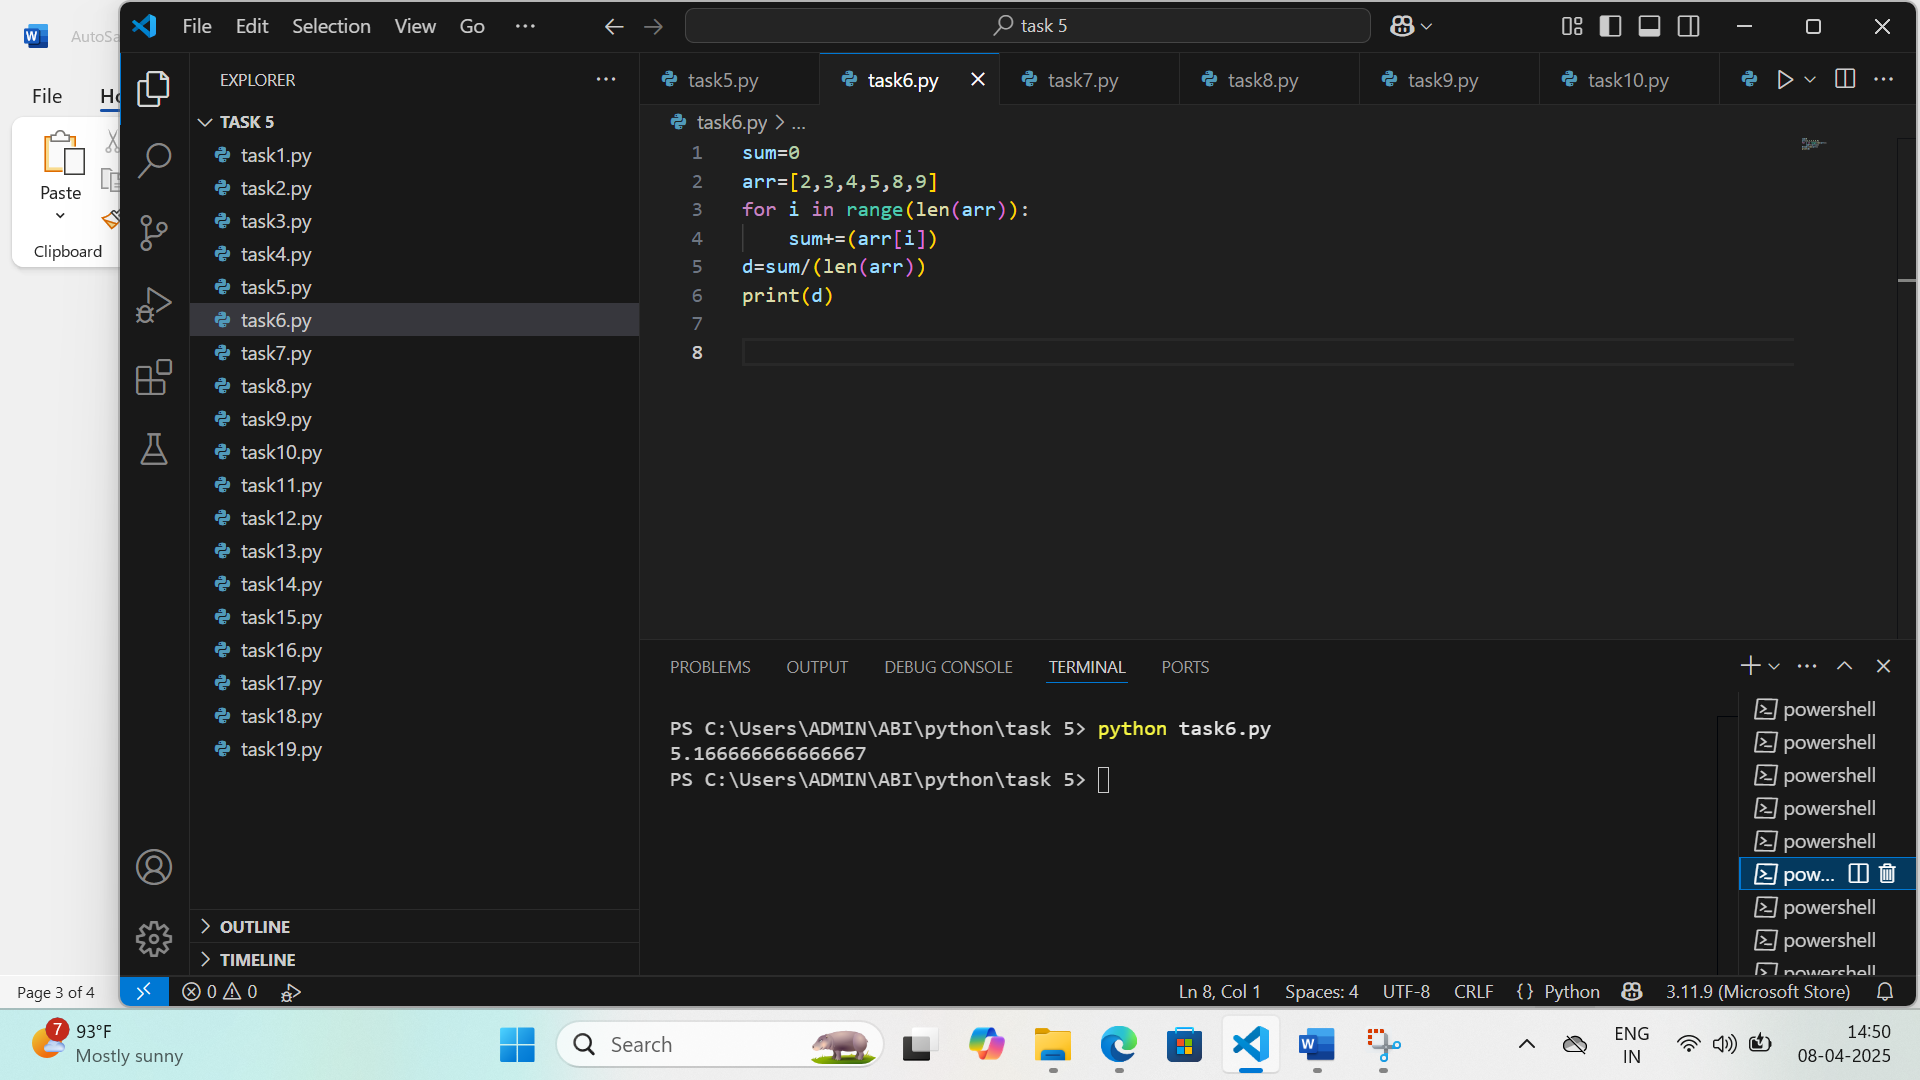 AutoSa
File
Ho
Paste
Clipboard
Page 3 of 4
File Edit Selection View Go ...
task 5
EXPLORER
TASK 5
task1.py
task2.py
task3.py
task4.py
task5.py
task6.py
task7.py
task8.py
task9.py
task10.py
task11.py
task12.py
task13.py
task14.py
task15.py
task16.py
task17.py
task18.py
task19.py
OUTLINE
TIMELINE
task5.py task6.py task7.py task8.py task9.py task10.py
task6.py > ...
1 sum=0
2 arr=[2,3,4,5,8,9]
3 for i in range(len(arr)):
4     sum+=(arr[i])
5 d=sum/(len(arr))
6 print(d)
7
8
PROBLEMS OUTPUT DEBUG CONSOLE TERMINAL PORTS
PS C:\Users\ADMIN\ABI\python\task 5> python task6.py
5.166666666666667
PS C:\Users\ADMIN\ABI\python\task 5>
powershell
powershell
powershell
powershell
powershell
pow...
powershell
powershell
powershell
0 0
Ln 8, Col 1 Spaces: 4 UTF-8 CRLF {} Python 3.11.9 (Microsoft Store)
7
93°F
Mostly sunny
Search
ENG
IN
14:50
08-04-2025